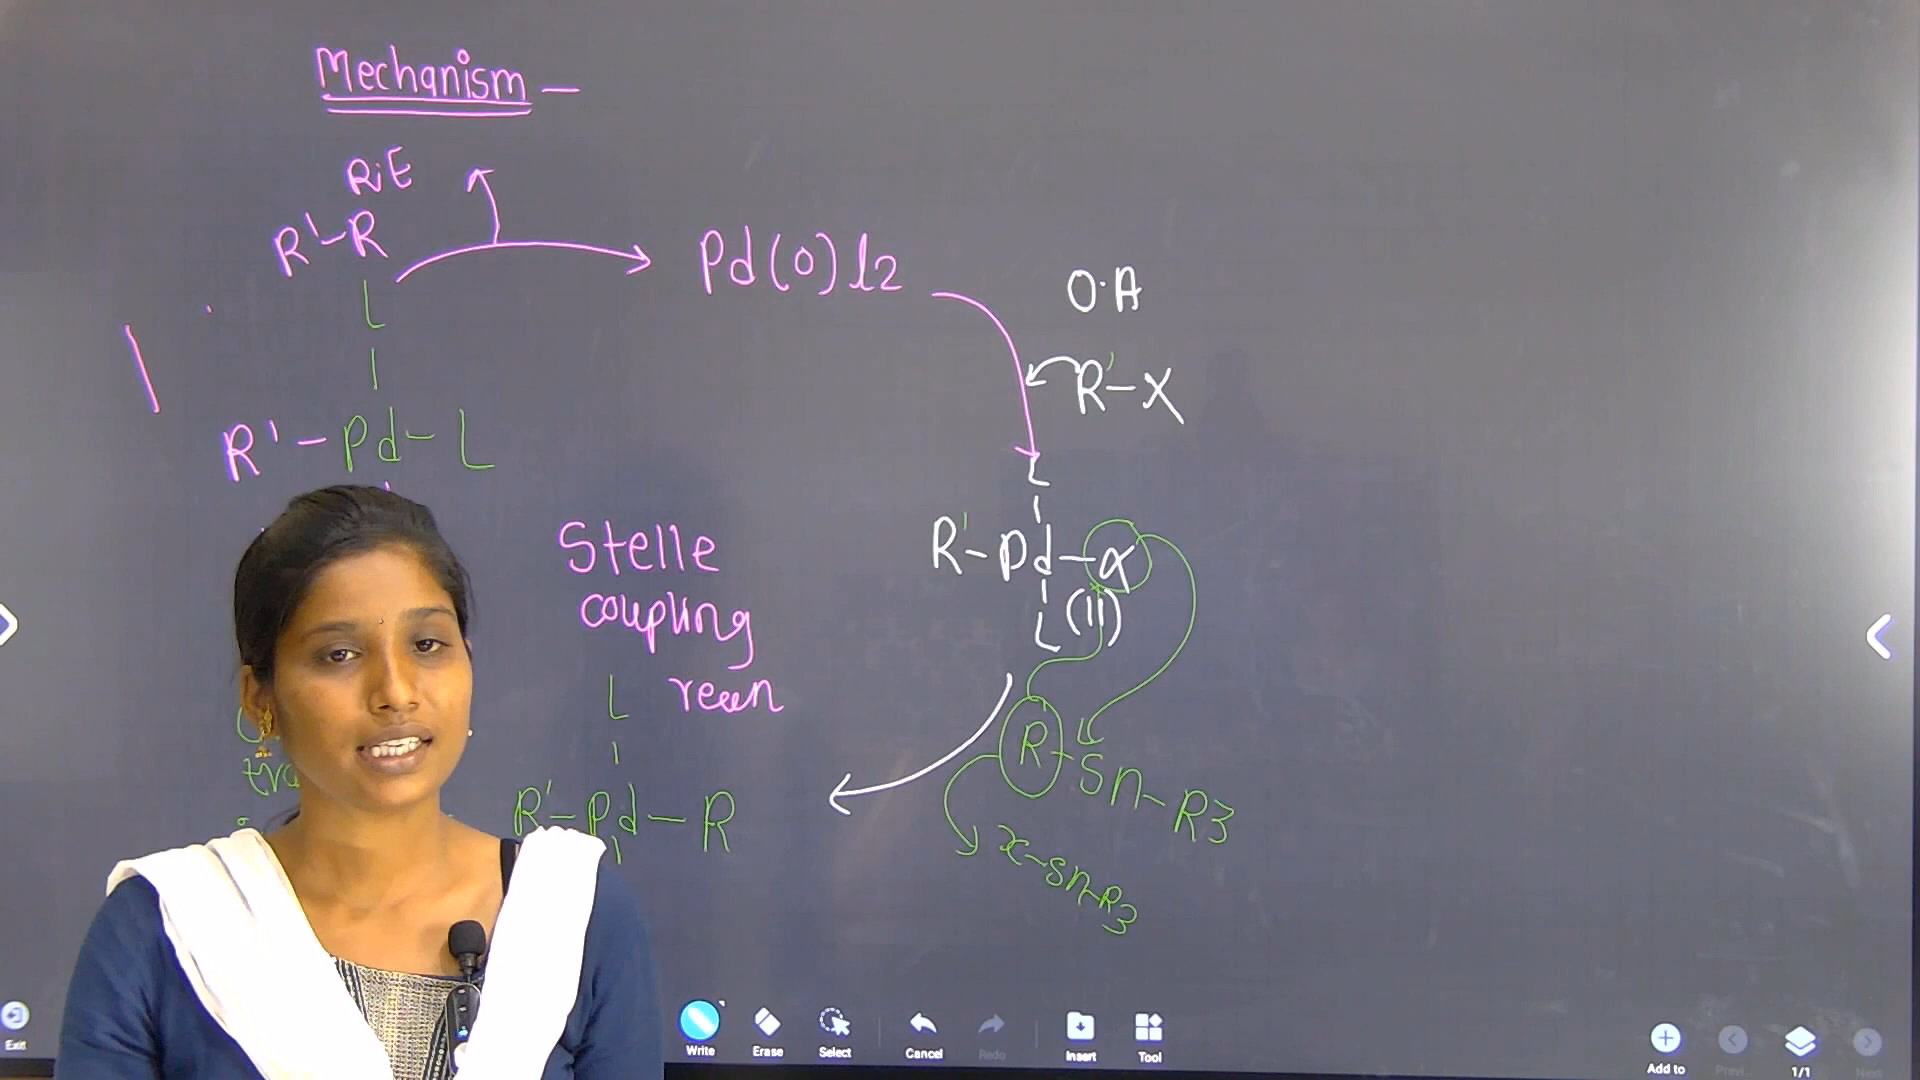 Mechanism –
R.E
R'-R
Pd(0)l2
O.A
R'-X
L
R'-Pd-L
L
R'-Pd-X
L (II)
Stelle
coupling
L
R-Sn-R3
R'-Pd-R
X-Sn-R3
Exit
Write
Erase
Select
Cancel
Redo
Insert
Tool
Add to
1/1